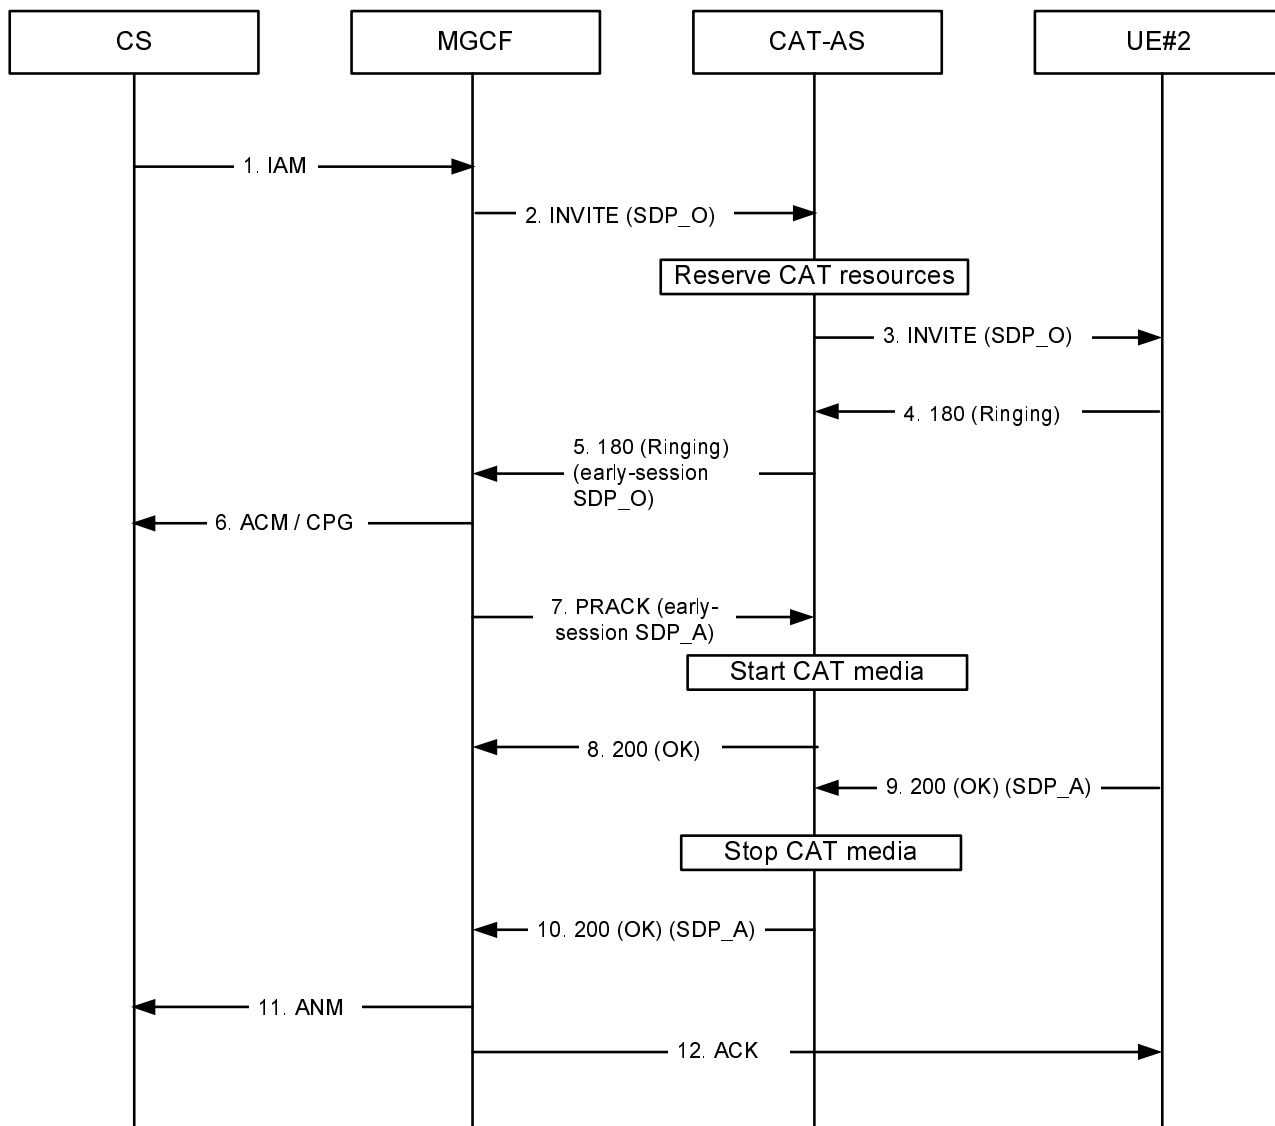 CS
MGCF
CAT-AS
UE#2
1. IAM
2. INVITE (SDP_O)
Reserve CAT resources
3. INVITE (SDP_O)
4. 180 (Ringing)
5. 180 (Ringing)
(early-session
SDP_O)
6. ACM / CPG
7. PRACK (early-
session SDP_A)
Start CAT media
8. 200 (OK)
9. 200 (OK) (SDP_A)
Stop CAT media
10. 200 (OK) (SDP_A)
11. ANM
12. ACK